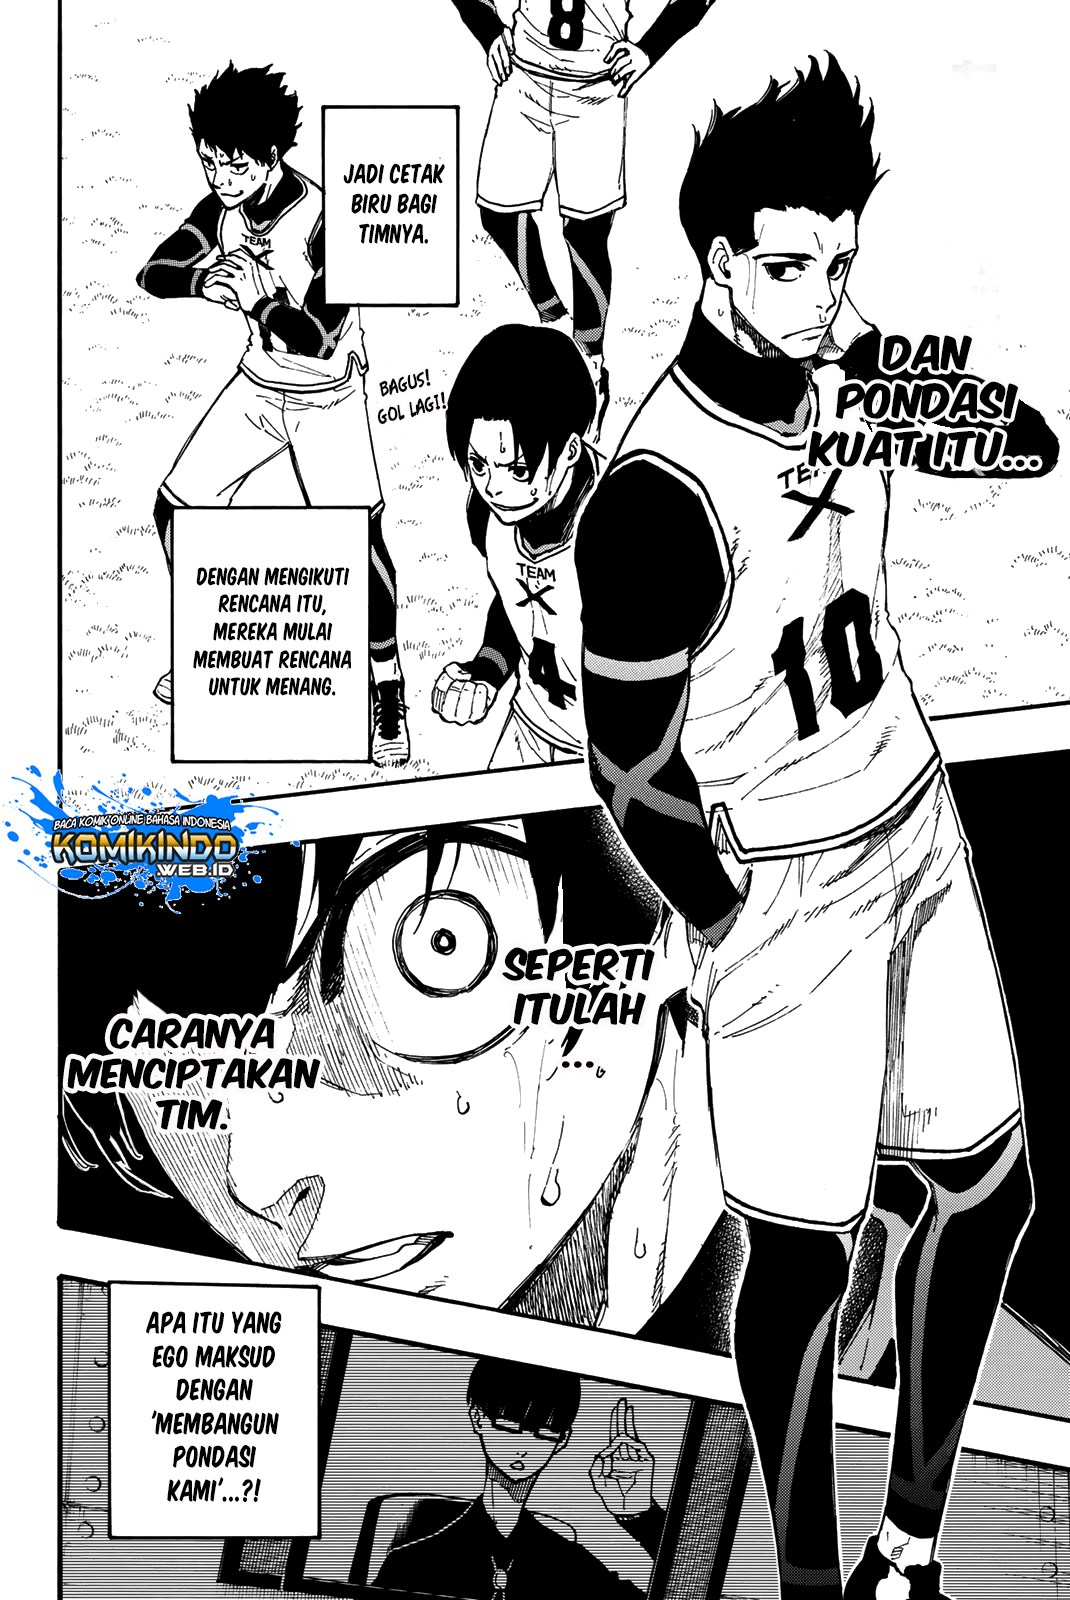 8
JADI CETAK
BIRU BAGI
TIMNYA.
TEAM
X
DAN
PONDASI
KUAT ITU...
BAGUS!
GOL LAGI!
TEAM
X
10
TEAM
X
4
DENGAN MENGIKUTI
RENCANA ITU,
MEREKA MULAI
MEMBUAT RENCANA
UNTUK MENANG.
BACA KOMIK ONLINE BAHASA INDONESIA
KOMIKINDO
WEB.ID
SEPERTI
ITULAH
...
CARANYA
MENCIPTAKAN
TIM.
APA ITU YANG
EGO MAKSUD
DENGAN
'MEMBANGUN
PONDASI
KAMI'...?!